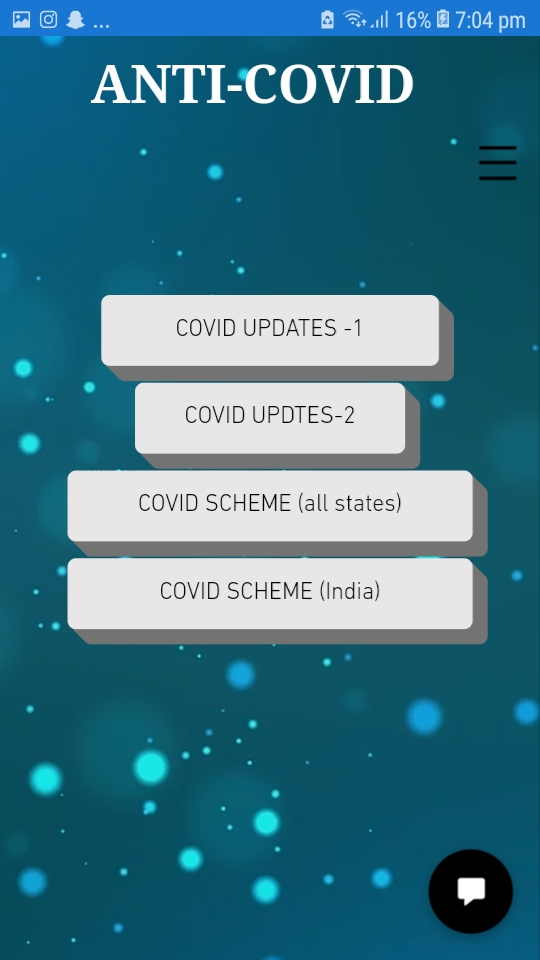 ... 16% 7:04 pm
ANTI-COVID
COVID UPDATES -1
COVID UPDTES-2
COVID SCHEME (all states)
COVID SCHEME (India)